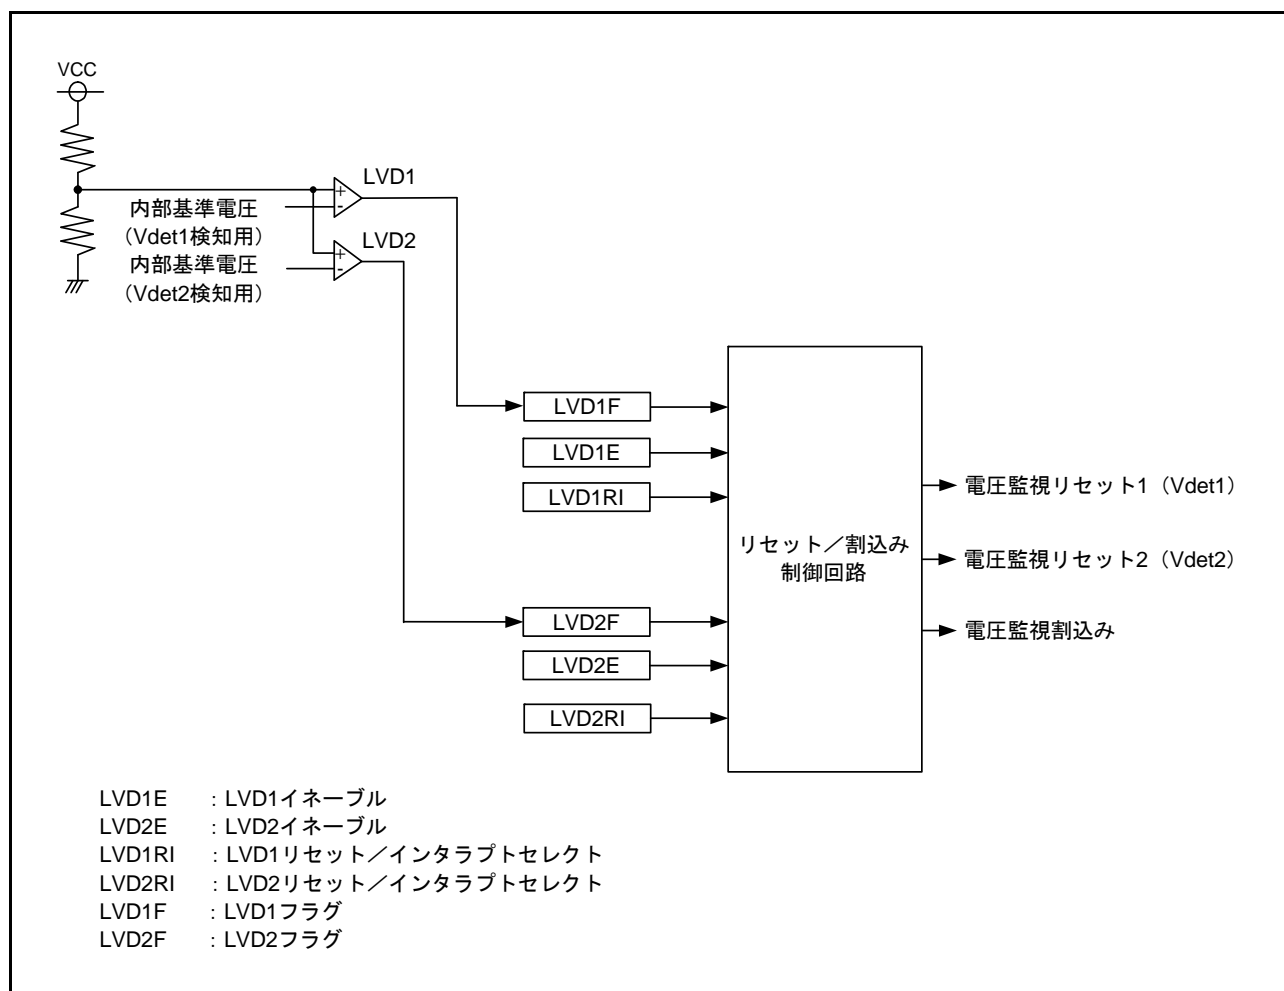 VCC
LVD1
内部基準電圧
（Vdet1検知用）
LVD2
内部基準電圧
（Vdet2検知用）
+
-
+
-
LVD1F
LVD1E
LVD1RI
LVD2F
LVD2E
LVD2RI
リセット／割込み
制御回路
電圧監視リセット1（Vdet1）
電圧監視リセット2（Vdet2）
電圧監視割込み
LVD1E : LVD1イネーブル
LVD2E : LVD2イネーブル
LVD1RI : LVD1リセット／インタラプトセレクト
LVD2RI : LVD2リセット／インタラプトセレクト
LVD1F : LVD1フラグ
LVD2F : LVD2フラグ